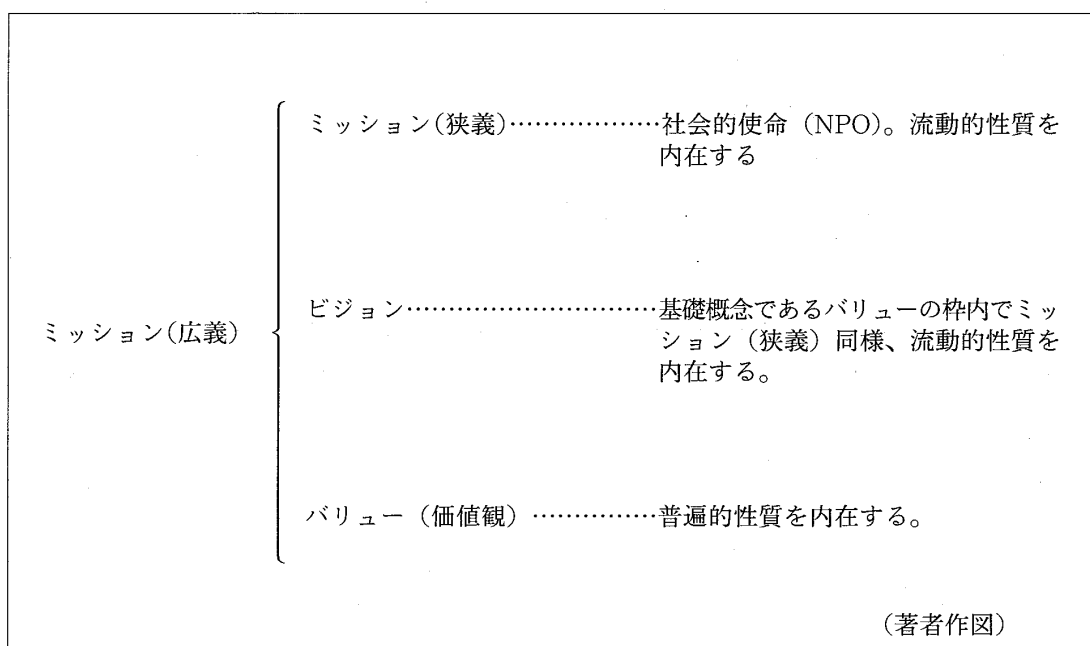 ミッション(狭義)………………社会的使命（NPO）。流動的性質を
内在する
ビジョン…………………………基礎概念であるバリューの枠内でミッ
ション（狭義）同様、流動的性質を
内在する。
ミッション(広義)
バリュー（価値観）……………普遍的性質を内在する。
（著者作図）